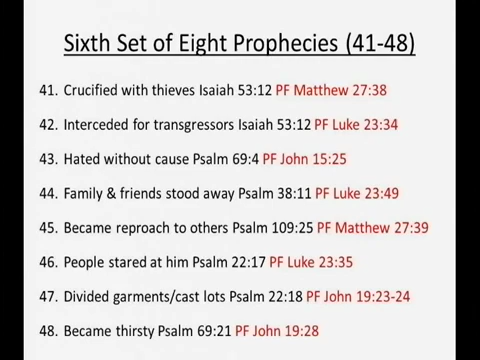 Sixth Set of Eight Prophecies (41-48)
41. Crucified with thieves Isaiah 53:12 PF Matthew 27:38
42. Interceded for transgressors Isaiah 53:12 PF Luke 23:34
43. Hated without cause Psalm 69:4 PF John 15:25
44. Family & friends stood away Psalm 38:11 PF Luke 23:49
45. Became reproach to others Psalm 109:25 PF Matthew 27:39
46. People stared at him Psalm 22:17 PF Luke 23:35
47. Divided garments/cast lots Psalm 22:18 PF John 19:23-24
48. Became thirsty Psalm 69:21 PF John 19:28